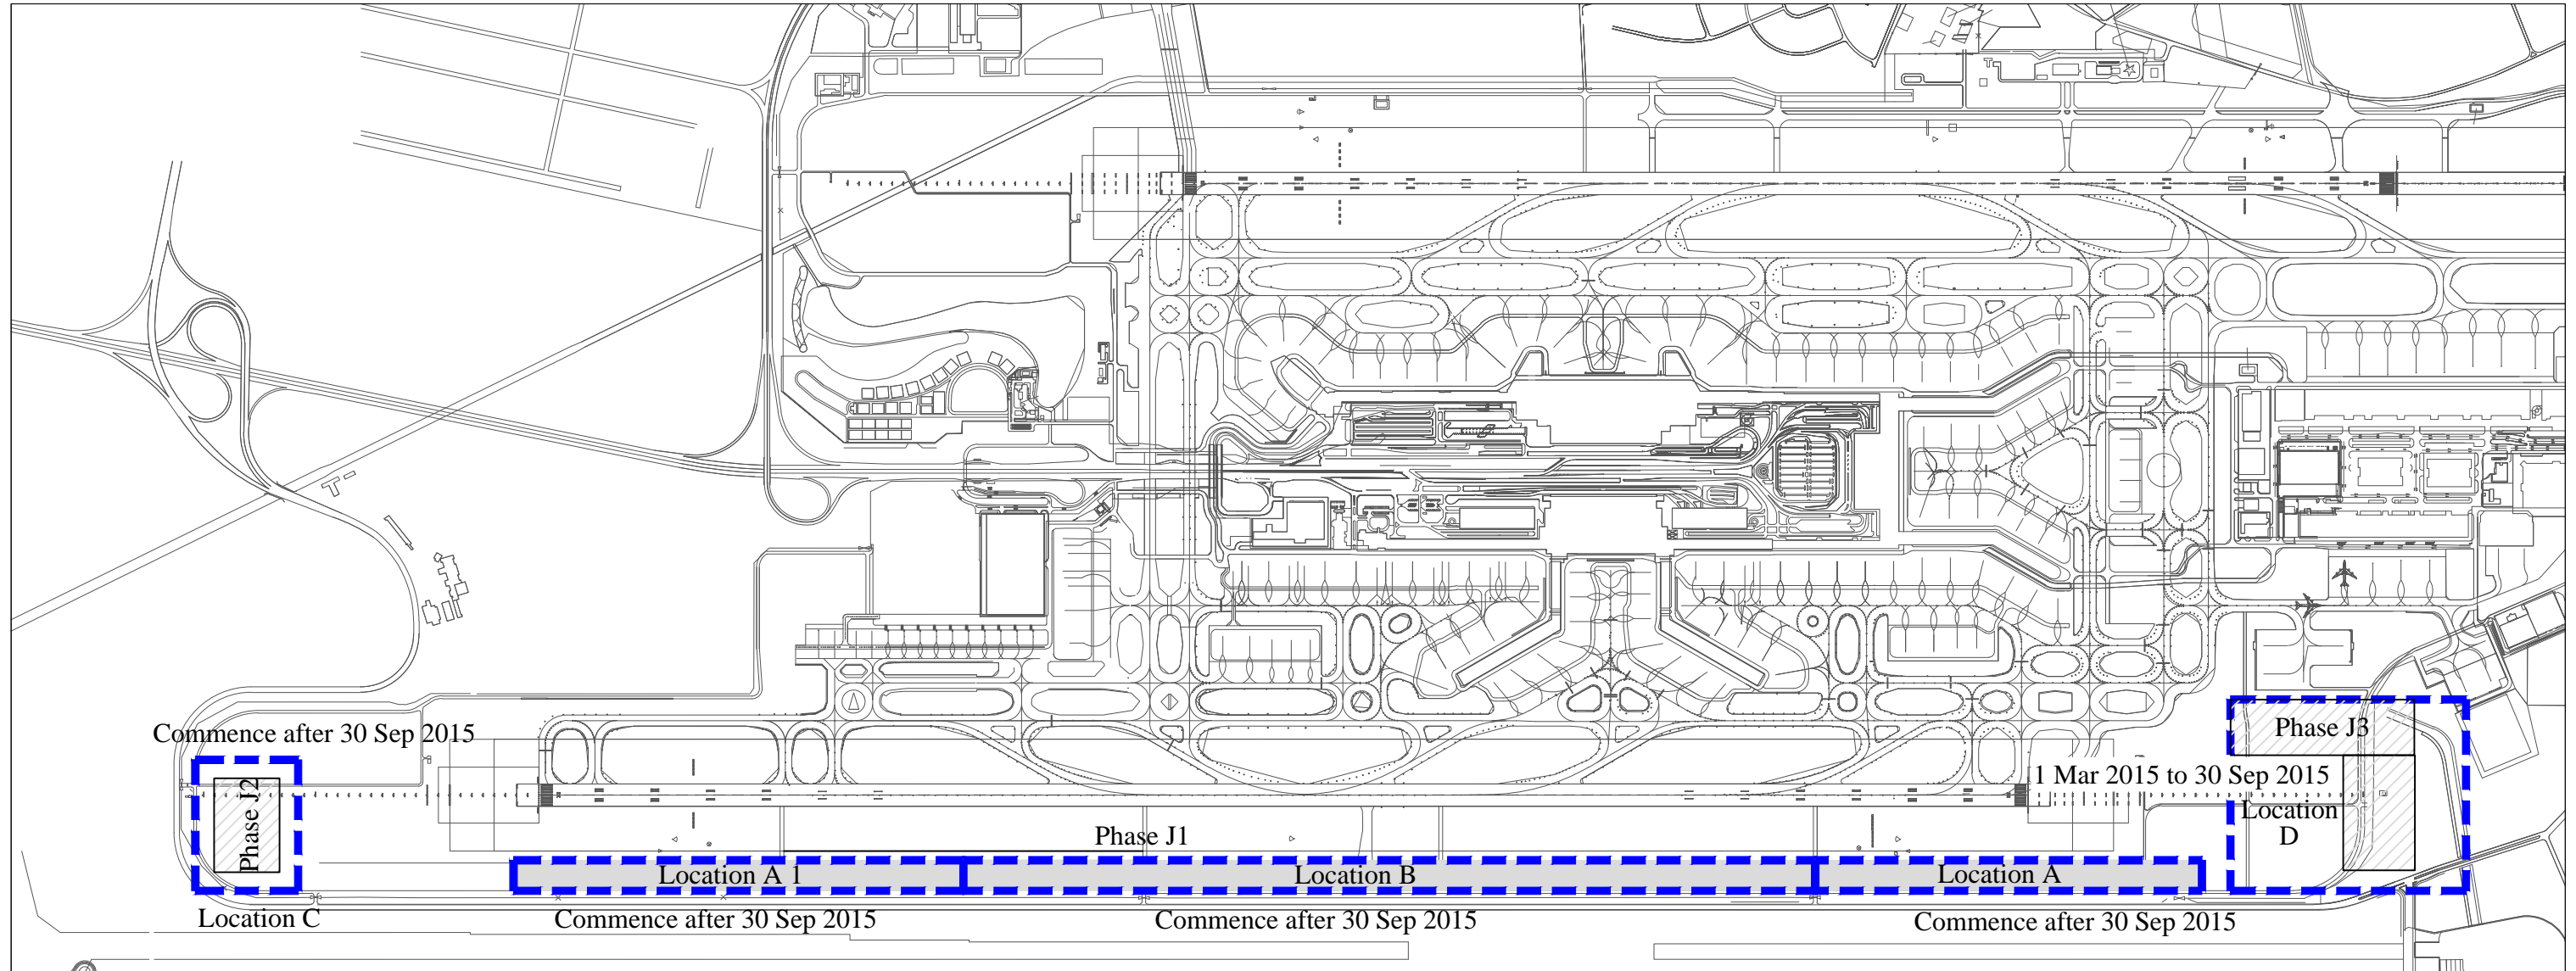 Commence after 30 Sep 2015
Phase J2
Location C
Phase J1
Location A 1
Location B
Location A
Commence after 30 Sep 2015
Commence after 30 Sep 2015
Commence after 30 Sep 2015
Phase J3
1 Mar 2015 to 30 Sep 2015
Location
D